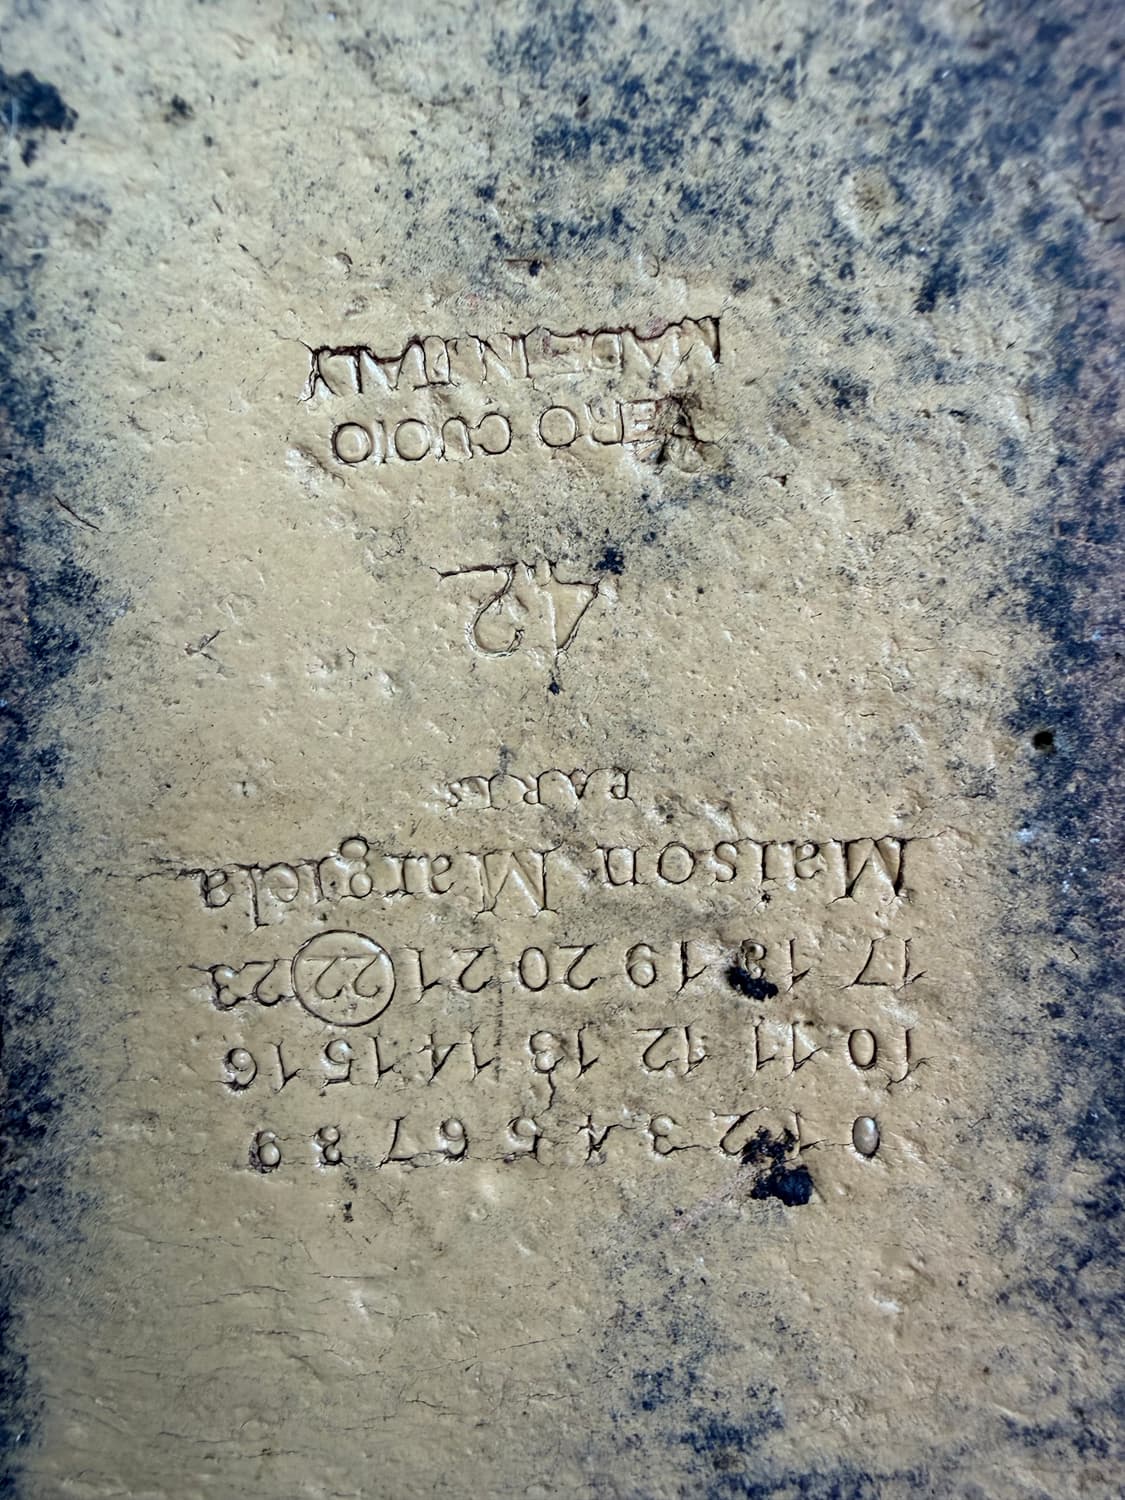 0 1 2 3 4 5 6 7 8 9
10 11 12 13 14 15 16
17 18 19 20 21 22 23
Maison Margiela
PARIS
42
VERO CUOIO
MADE IN ITALY